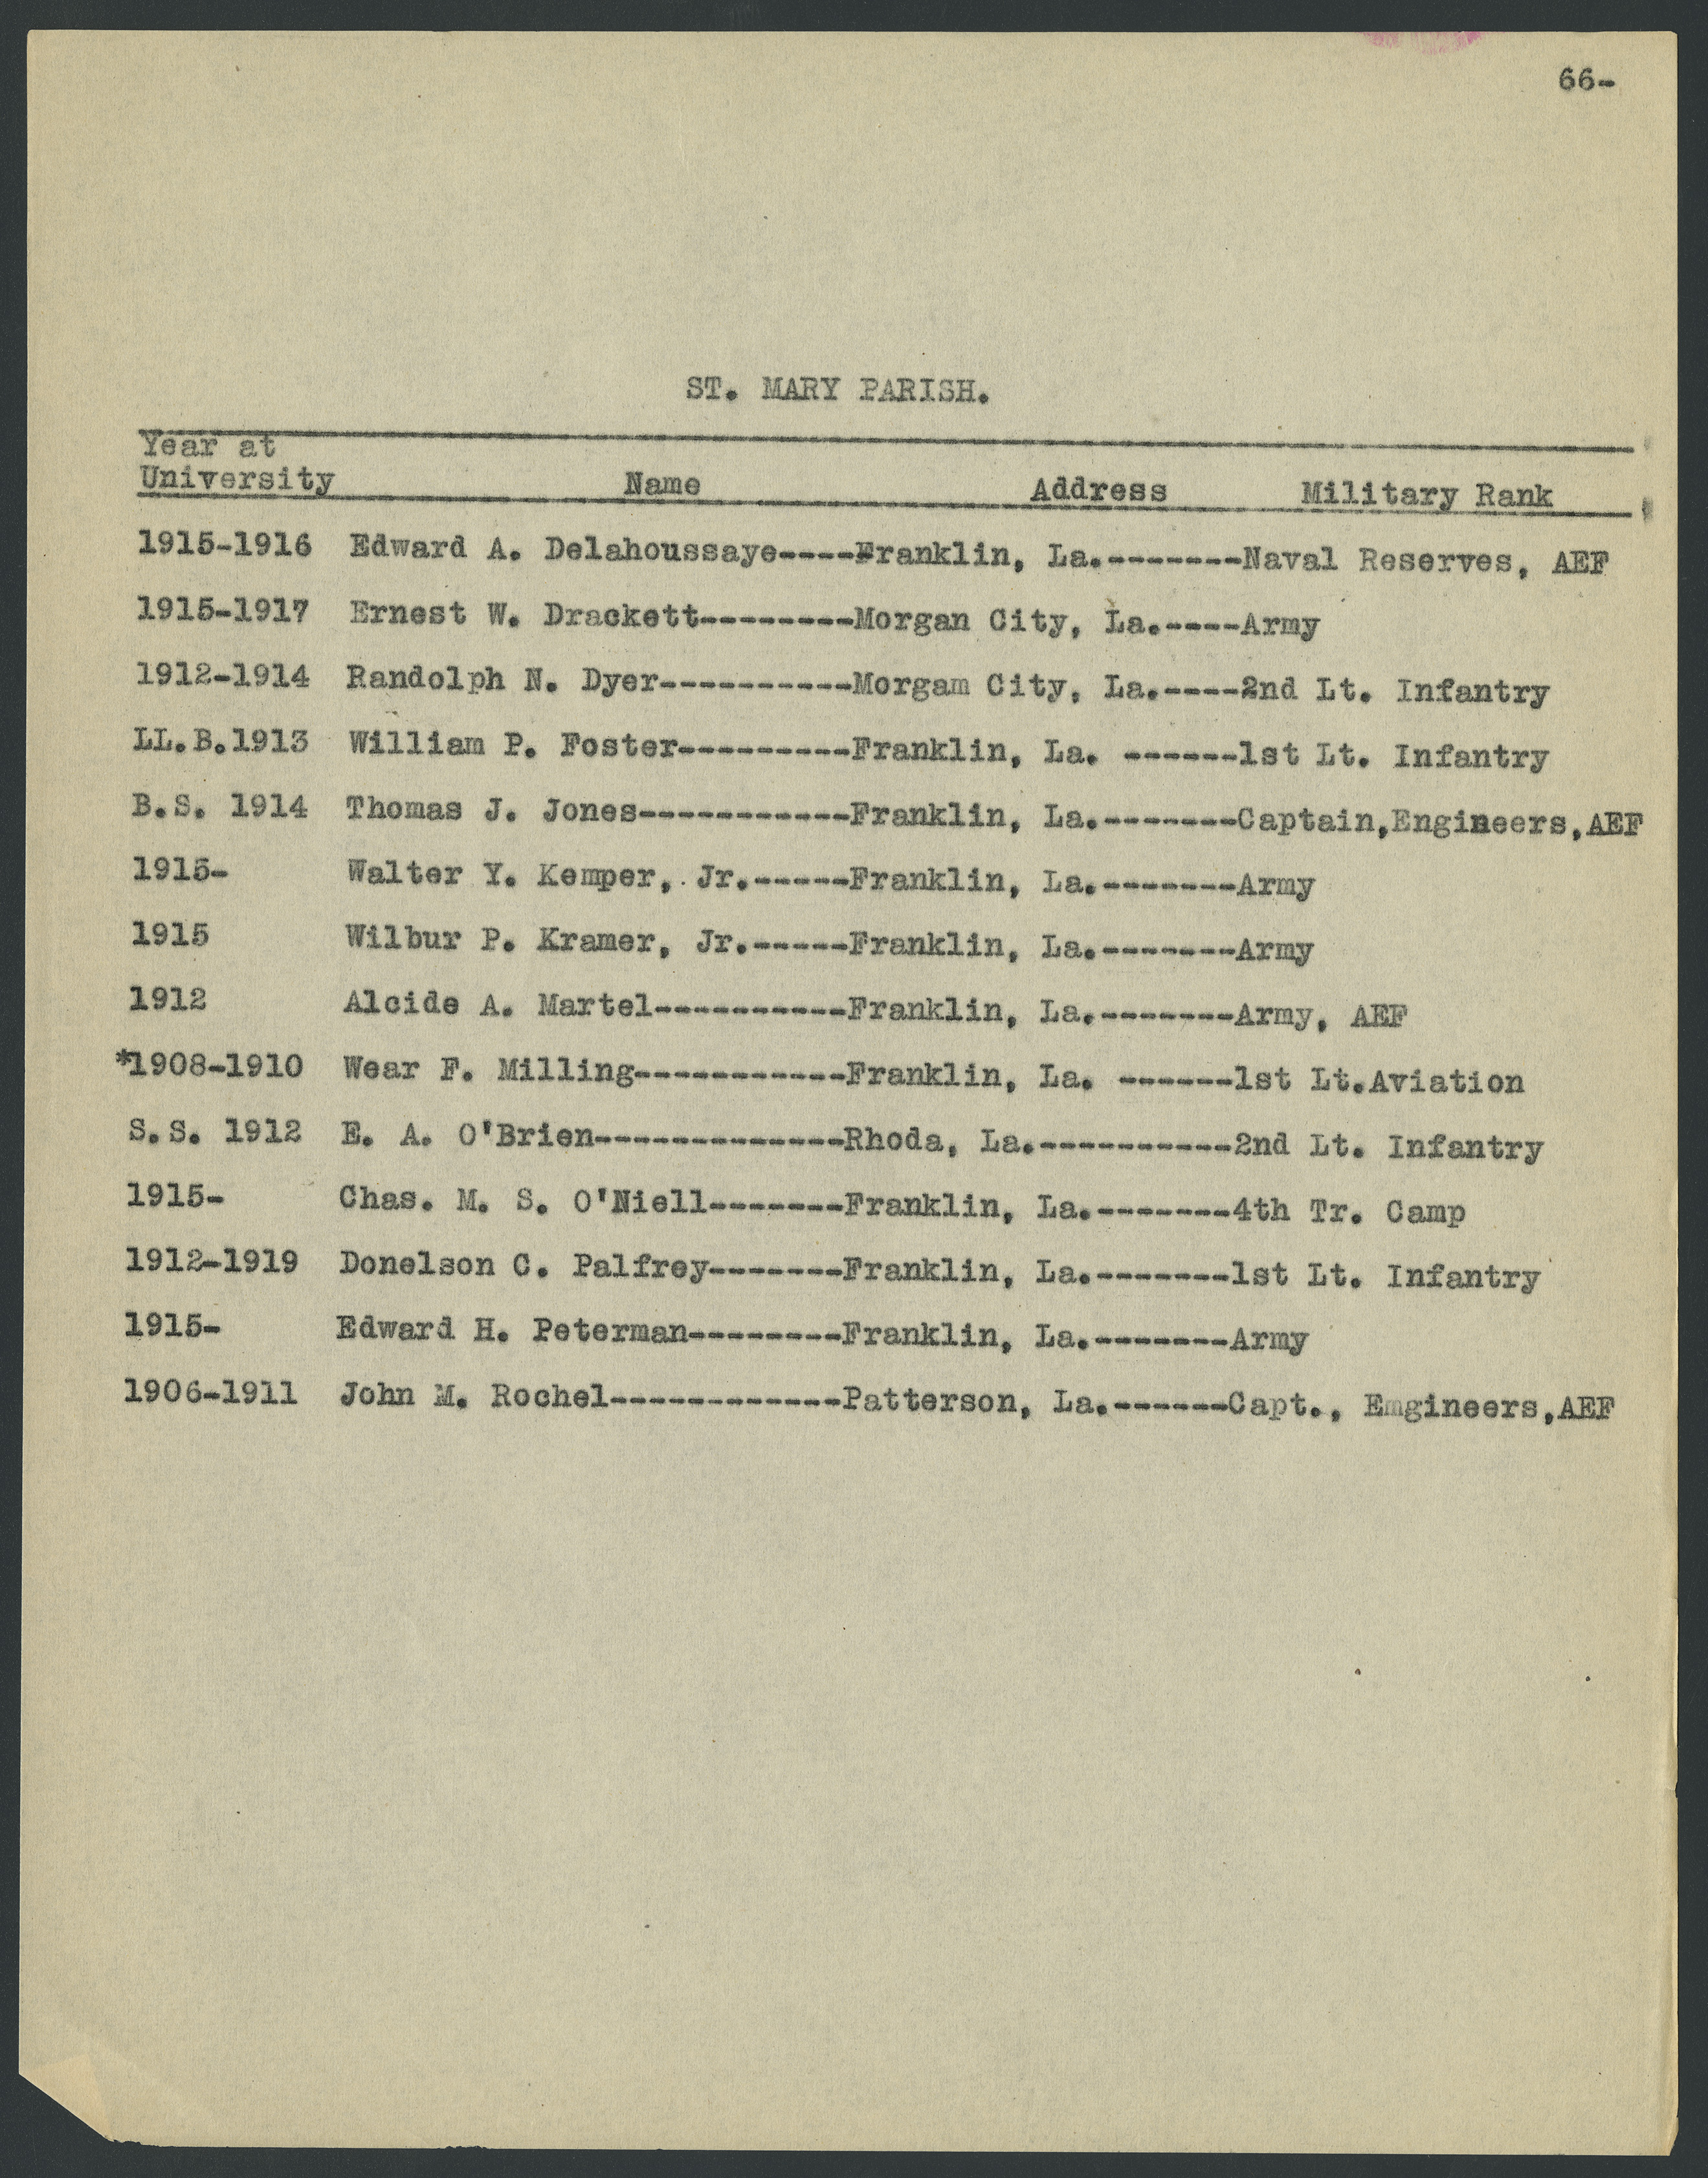 66-
ST. MARY PARISH.
Year at
University Name Address Military Rank
1915-1916 Edward A. Delahoussaye----Franklin, La.-------Naval Reserves, AEF
1915-1917 Ernest W. Drackett--------Morgan City, La.----Army
1912-1914 Randolph N. Dyer----------Morgam City, La.----2nd Lt. Infantry
LL.B.1913 William P. Foster---------Franklin, La. ------1st Lt. Infantry
B.S. 1914 Thomas J. Jones-----------Franklin, La.-------Captain,Engineers,AEF
1915- Walter Y. Kemper, Jr.-----Franklin, La.-------Army
1915 Wilbur P. Kramer, Jr.-----Franklin, La.-------Army
1912 Alcide A. Martel----------Franklin, La.-------Army, AEF
*1908-1910 Wear F. Milling-----------Franklin, La. ------1st Lt.Aviation
S.S. 1912 E. A. O'Brien-------------Rhoda, La.----------2nd Lt. Infantry
1915- Chas. M. S. O'Niell-------Franklin, La.-------4th Tr. Camp
1912-1919 Donelson C. Palfrey-------Franklin, La.-------1st Lt. Infantry
1915- Edward H. Peterman--------Franklin, La.-------Army
1906-1911 John M. Rochel------------Patterson, La.------Capt., Emgineers,AEF